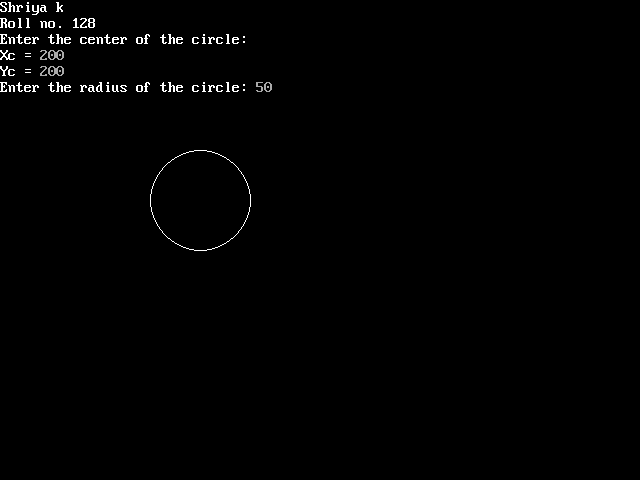 Shriya k
Roll no. 128
Enter the center of the circle:
Xc = 200
Yc = 200
Enter the radius of the circle: 50